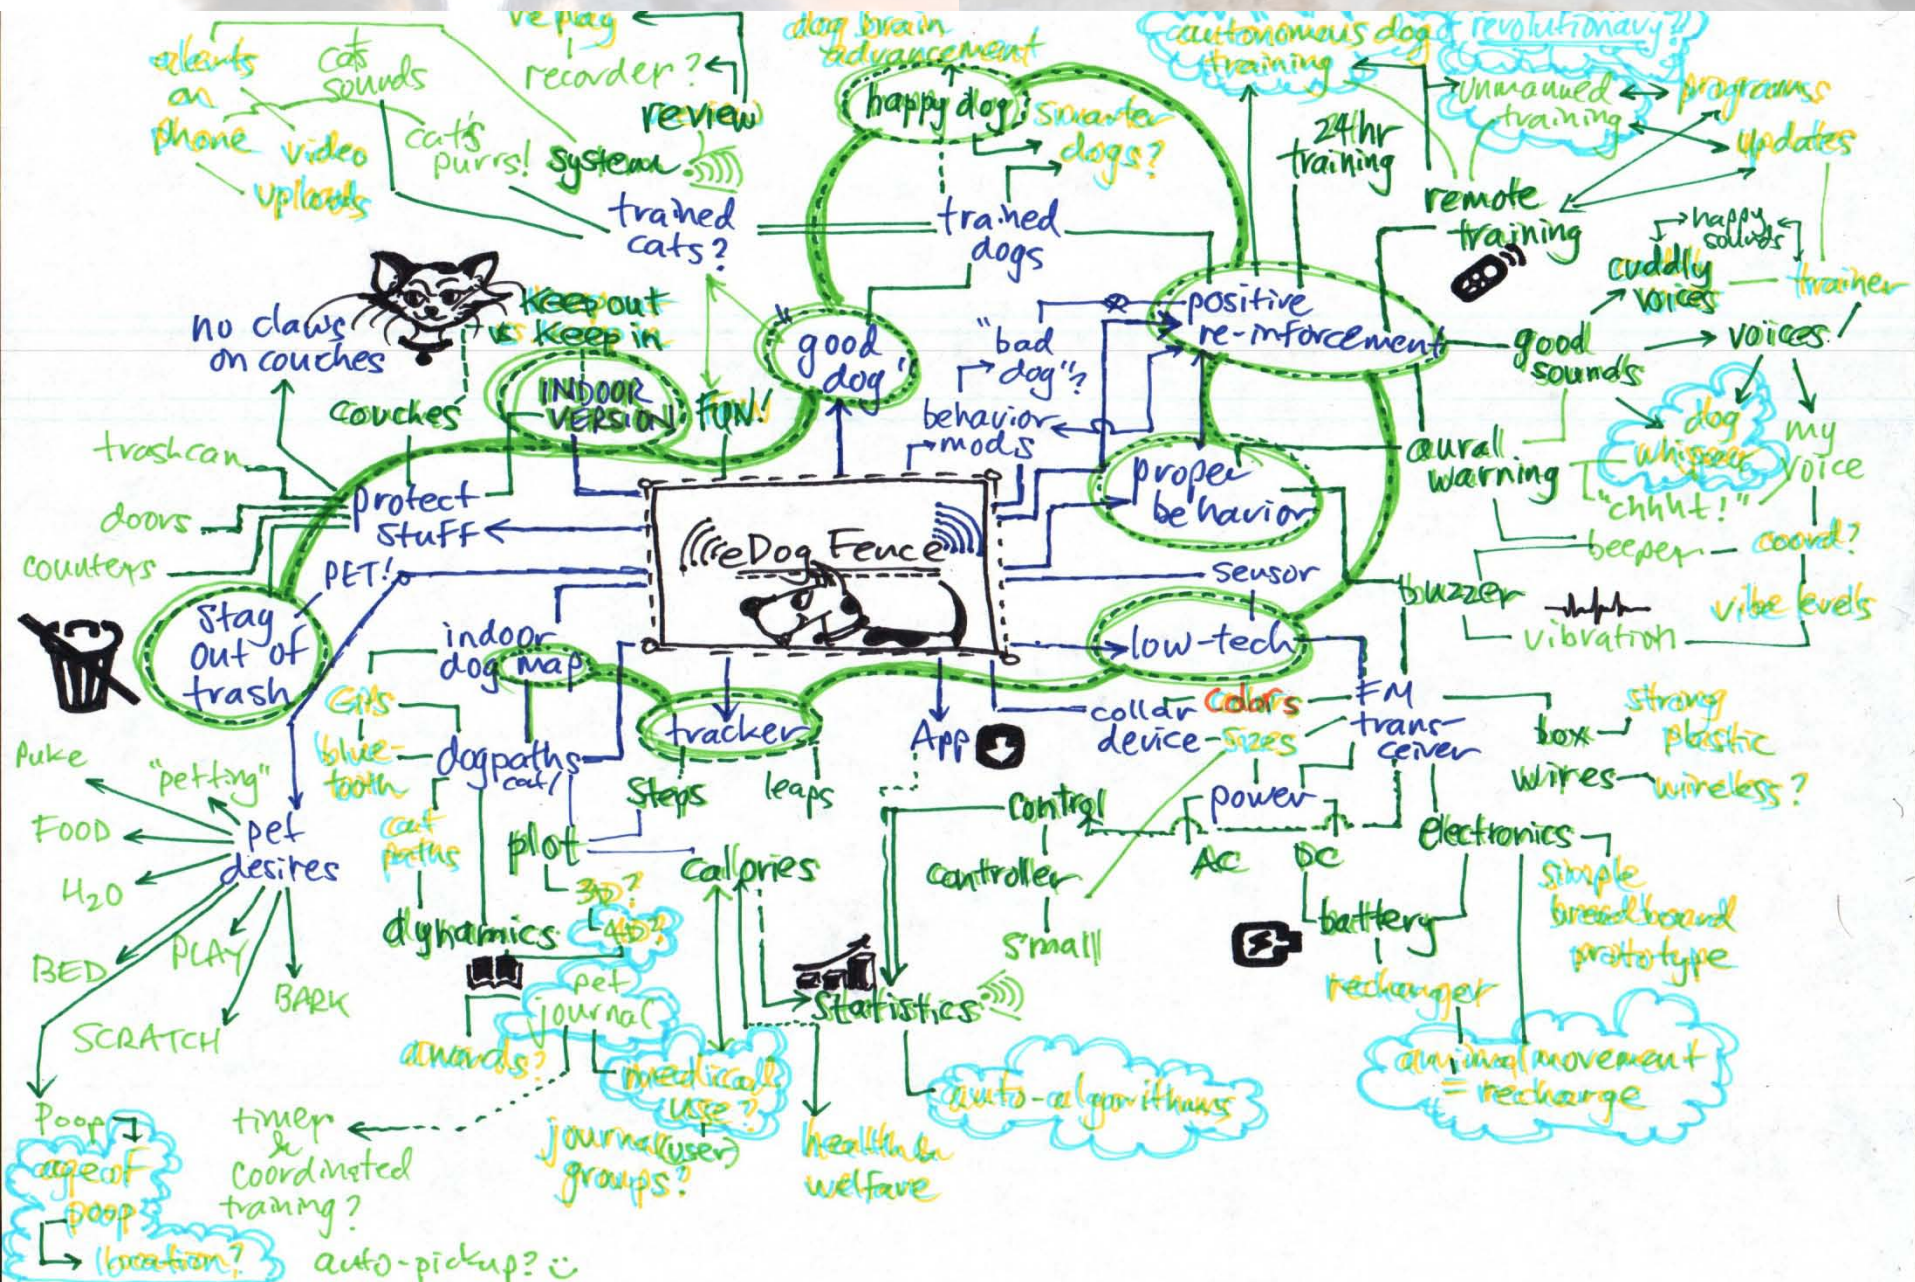 re play
recorder?
review
dog brain
advancement
happy dog
smarter
dogs?
autonomous dog
training
revolutionary?
unmanned
training
programs
updates
24hr
training
remote
training
alerts
on
phone
cat
sounds
video
uploads
cat's
purrs!
system
trained
cats?
trained
dogs
happy
sounds
cuddly
voices
trainer
positive
re-inforcement
good
sounds
voices!
no claws
on couches
Keep out
vs Keep in
INDOOR
VERSION
FUN!
good
dog!
"bad
dog"?
behavior
mods
couches
trashcan
doors
counters
protect
stuff
PET!
stay
out of
trash
eDog Fence
proper
behavior
sensor
low-tech
aural
warning
dog
whisperer
my
voice
"chhht!"
beeper
coord?
buzzer
vibration
vibe levels
indoor
dog map
GPS
blue-
tooth
dogpaths
cat/
cat
paths
tracker
steps
leaps
App
collar
device
colors
sizes
FM
trans-
ceiver
box
strong
plastic
wires
wireless?
power
AC
DC
control
controller
small
electronics
simple
breadboard
prototype
battery
recharger
animal movement
= recharge
puke
"petting"
FOOD
H2O
BED
PLAY
SCRATCH
BARK
pet
desires
plot
3D?
4D?
calories
dynamics
pet
journal
awards?
medical
use?
journal (user)
groups?
statistics
auto-algorithms
health &
welfare
Poop
age of
poop
location?
timer
&
coordinated
training?
auto-pickup? :)